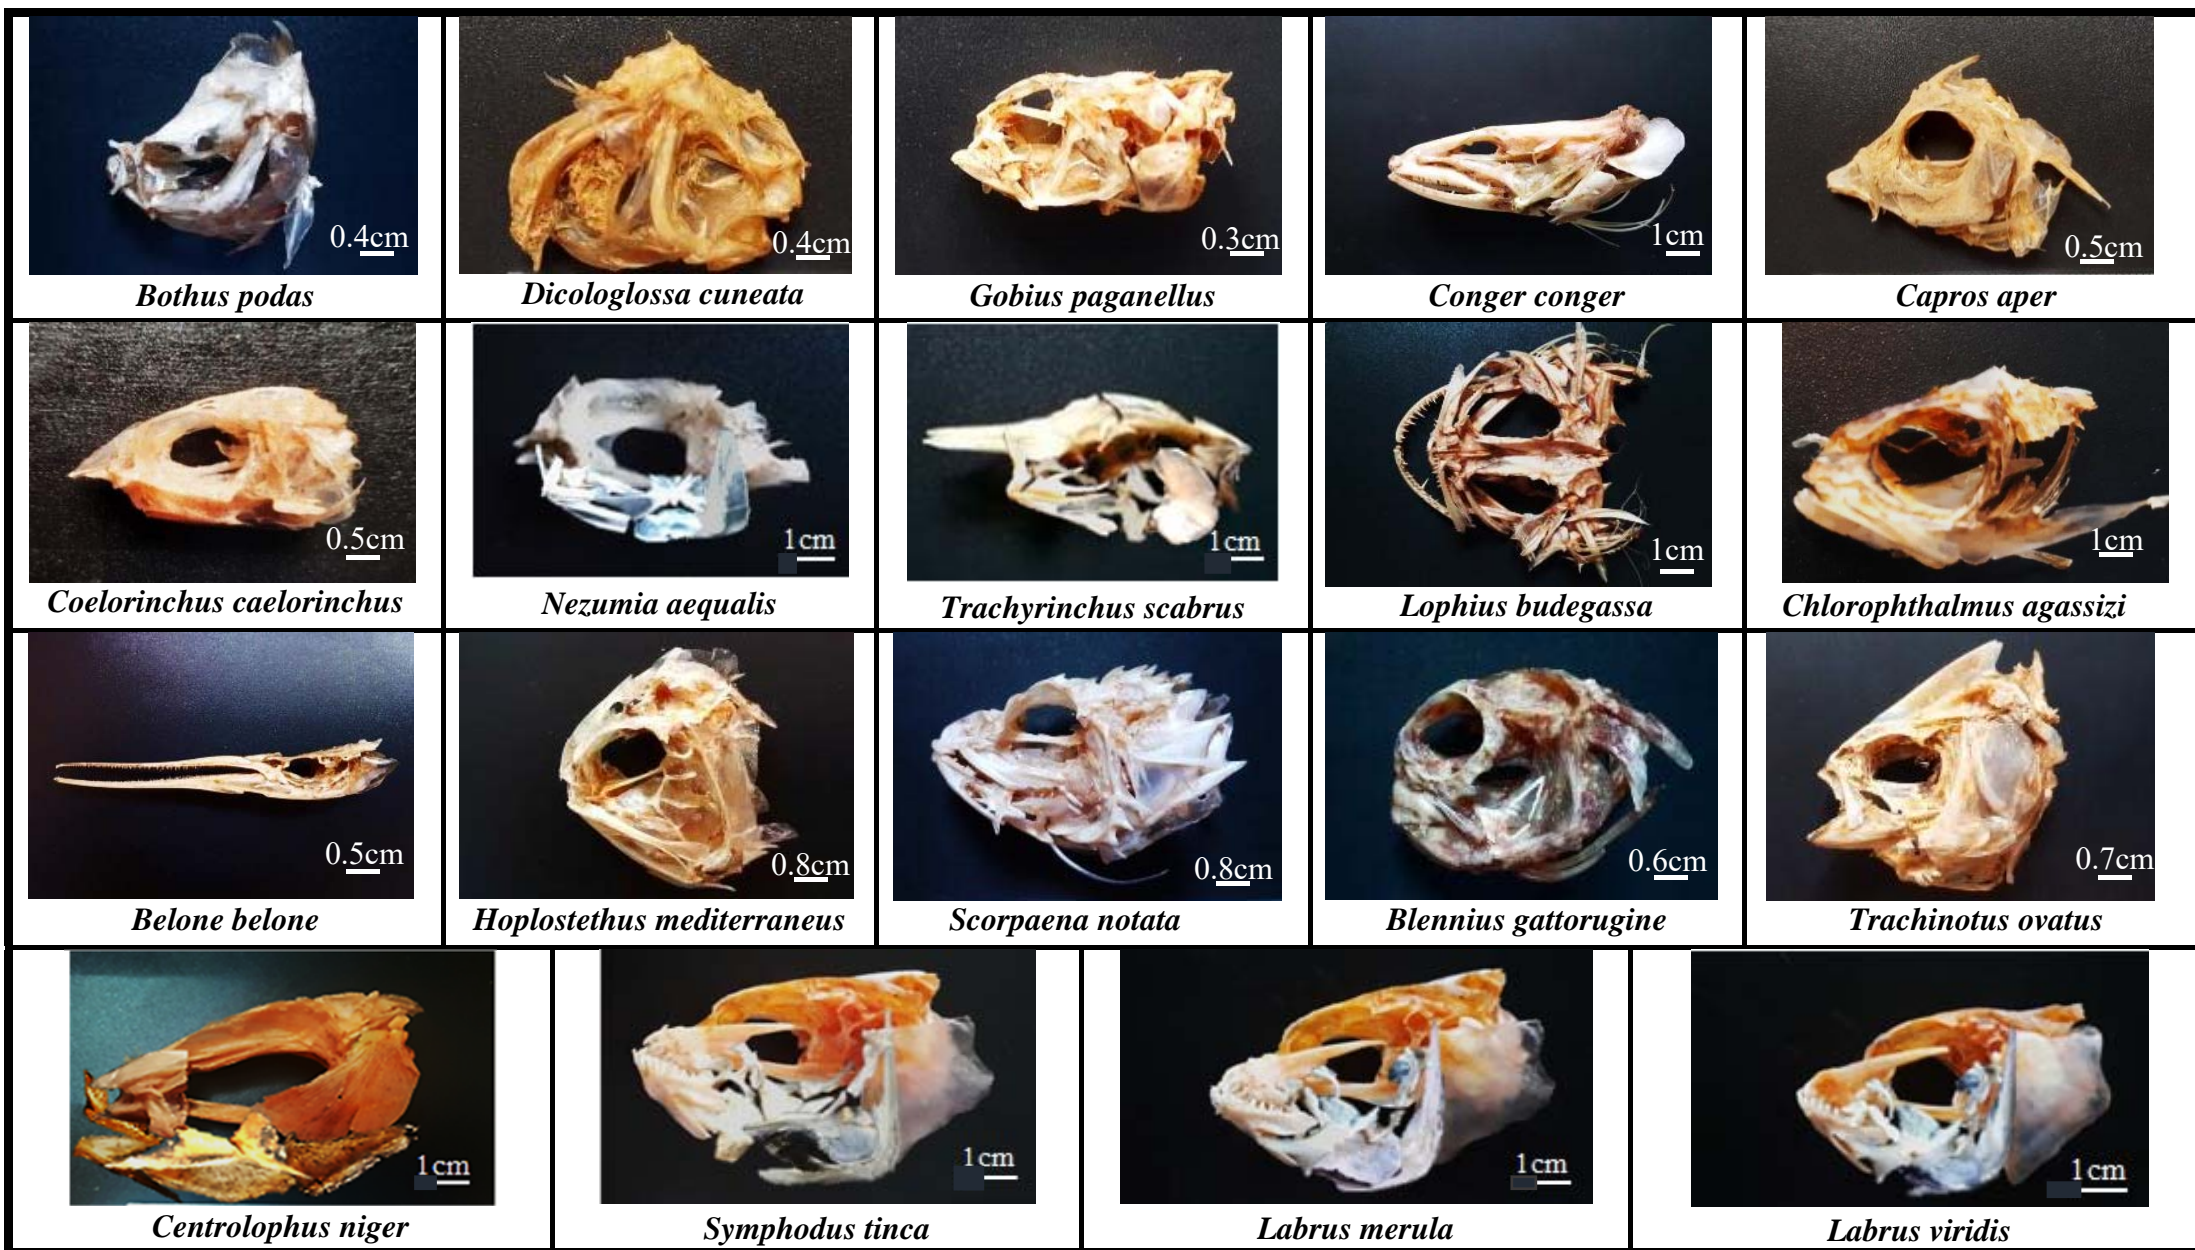 0.4cm
0.4cm
0.3cm
1cm
0.5cm
Bothus podas
Dicologlossa cuneata
Gobius paganellus
Conger conger
Capros aper
0.5cm
1cm
1cm
1cm
1cm
Coelorinchus caelorinchus
Nezumia aequalis
Trachyrinchus scabrus
Lophius budegassa
Chlorophthalmus agassizi
0.5cm
0.8cm
0.8cm
0.6cm
0.7cm
Belone belone
Hoplostethus mediterraneus
Scorpaena notata
Blennius gattorugine
Trachinotus ovatus
1cm
1cm
1cm
1cm
Centrolophus niger
Symphodus tinca
Labrus merula
Labrus viridis